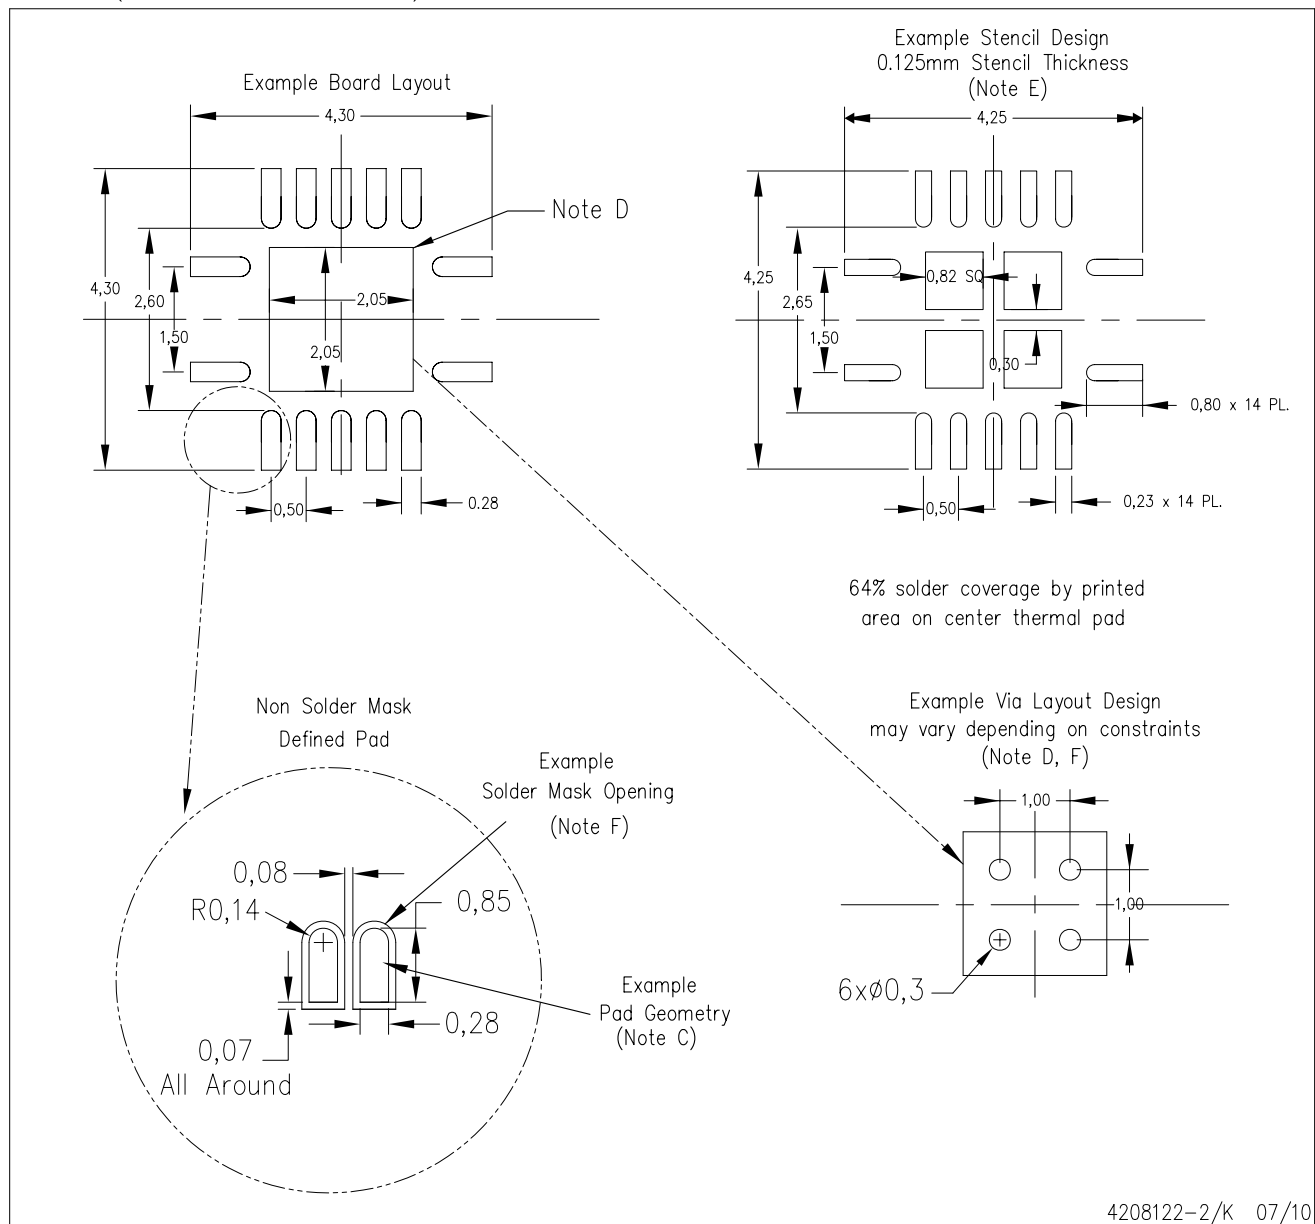 Example Board Layout
4,30
4,30
2,60
1,50
2,05
2,05
Note D
0,50
0.28
Example Stencil Design
0.125mm Stencil Thickness
(Note E)
4,25
4,25
2,65
1,50
0,82 SQ
0,30
0,80 x 14 PL.
0,50
0,23 x 14 PL.
64% solder coverage by printed
area on center thermal pad
Non Solder Mask
Defined Pad
Example
Solder Mask Opening
(Note F)
0,08
R0,14
0,85
Example
Pad Geometry
(Note C)
0,28
0,07
All Around
Example Via Layout Design
may vary depending on constraints
(Note D, F)
1,00
1,00
6xø0,3
4208122-2/K 07/10